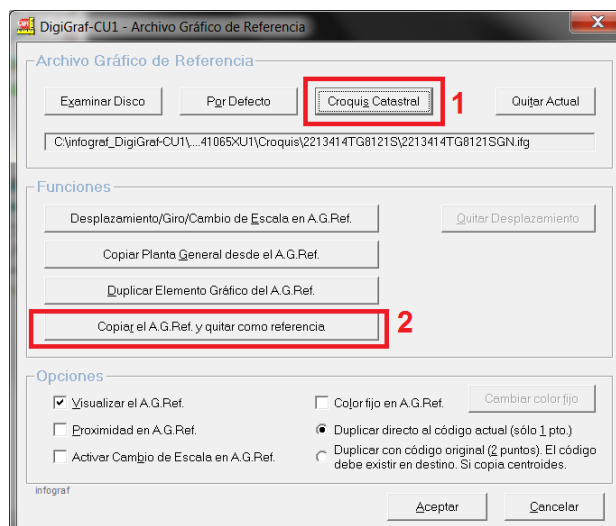 DigiGraf-CU1 - Archivo Gráfico de Referencia
Archivo Gráfico de Referencia
Examinar Disco Por Defecto Croquis Catastral 1 Quitar Actual
C:\infograf_DigiGraf-CU1\...41065XU1\Croquis\2213414TG8121S\2213414TG8121SGN.ifg
Funciones
Desplazamiento/Giro/Cambio de Escala en A.G.Ref. Quitar Desplazamiento
Copiar Planta General desde el A.G.Ref.
Duplicar Elemento Gráfico del A.G.Ref.
Copiar el A.G.Ref. y quitar como referencia 2
Opciones
Visualizar el A.G.Ref. Color fijo en A.G.Ref. Cambiar color fijo
Proximidad en A.G.Ref. Duplicar directo al código actual (sólo 1 pto.)
Activar Cambio de Escala en A.G.Ref. Duplicar con código original (2 puntos). El código
debe existir en destino. Si copia centroides.
infograf
Aceptar Cancelar